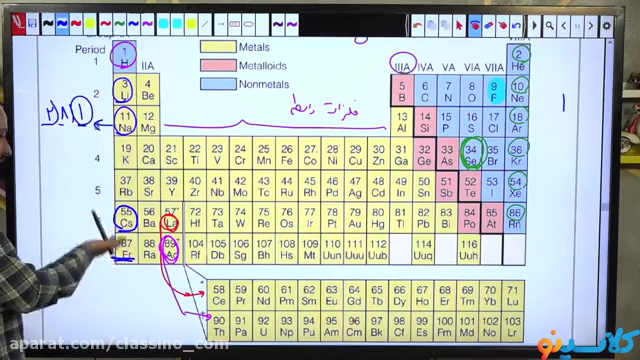 Groups
Period IIA IIIA IVA VA VIA VIIA
Metals
Metalloids
Nonmetals
1 1 H 2 He
2 3 Li 4 Be 5 B 6 C 7 N 8 O 9 F 10 Ne
۲)۸)۱ 11 Na 12 Mg فلزات واسطه 13 Al 14 Si 15 P 16 S 17 Cl 18 Ar
4 19 K 20 Ca 21 Sc 22 Ti 23 V 24 Cr 25 Mn 26 Fe 27 Co 28 Ni 29 Cu 30 Zn 31 Ga 32 Ge 33 As 34 Se 35 Br 36 Kr
5 37 Rb 38 Sr 39 Y 40 Zr 41 Nb 42 Mo 43 Tc 44 Ru 45 Rh 46 Pd 47 Ag 48 Cd 49 In 50 Sn 51 Sb 52 Te 53 I 54 Xe
55 Cs 56 Ba 57 La 72 Hf 73 Ta 74 W 75 Re 76 Os 77 Ir 78 Pt 79 Au 80 Hg 81 Tl 82 Pb 83 Bi 84 Po 85 At 86 Rn
87 Fr 88 Ra 89 Ac 104 Rf 105 Db 106 Sg 107 Bh 108 Hs 109 Mt 110 Uun 111 Uuu 112 Uub 114 Uuq 116 Uuh
58 Ce 59 Pr 60 Nd 61 Pm 62 Sm 63 Eu 64 Gd 65 Tb 66 Dy 67 Ho 68 Er 69 Tm 70 Yb 71 Lu
90 Th 91 Pa 92 U 93 Np 94 Pu 95 Am 96 Cm 97 Bk 98 Cf 99 Es 100 Fm 101 Md 102 No 103 Lr
aparat.com/classino_com
کلاسینو